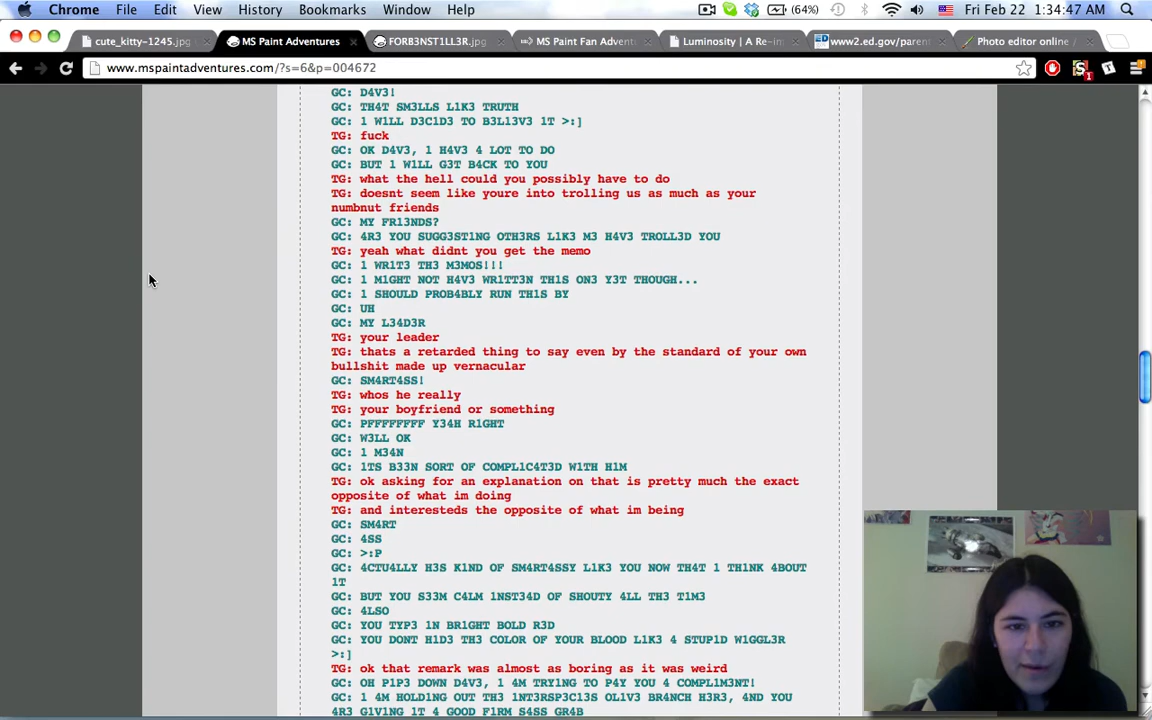 Chrome File Edit View History Bookmarks Window Help (64%) Fri Feb 22 1:34:47 AM
cute_kitty-1245.jpg MS Paint Adventures FORB3NST1LL3R.jpg MS Paint Fan Advent Luminosity | A Re-im www2.ed.gov/paren Photo editor online /
www.mspaintadventures.com/?s=6&p=004672
GC: D4V3!
GC: TH4T SM3LLS L1K3 TRUTH
GC: 1 W1LL D3C1D3 TO B3L13V3 1T >:]
TG: fuck
GC: OK D4V3, 1 H4V3 4 LOT TO DO
GC: BUT 1 W1LL G3T B4CK TO YOU
TG: what the hell could you possibly have to do
TG: doesnt seem like youre into trolling us as much as your
numbnut friends
GC: MY FR13NDS?
GC: 4R3 YOU SUGG3ST1NG OTH3RS L1K3 M3 H4V3 TROLL3D YOU
TG: yeah what didnt you get the memo
GC: 1 WR1T3 TH3 M3MOS!!!
GC: 1 M1GHT NOT H4V3 WR1TT3N TH1S ON3 Y3T THOUGH...
GC: 1 SHOULD PROB4BLY RUN TH1S BY
GC: UH
GC: MY L34D3R
TG: your leader
TG: thats a retarded thing to say even by the standard of your own
bullshit made up vernacular
GC: SM4RT4SS!
TG: whos he really
TG: your boyfriend or something
GC: PFFFFFFFF Y34H R1GHT
GC: W3LL OK
GC: 1 M34N
GC: 1TS B33N SORT OF COMPL1C4T3D W1TH H1M
TG: ok asking for an explanation on that is pretty much the exact
opposite of what im doing
TG: and interesteds the opposite of what im being
GC: SM4RT
GC: 4SS
GC: >:P
GC: 4CTU4LLY H3S K1ND OF SM4RT4SSY L1K3 YOU NOW TH4T 1 TH1NK 4BOUT
1T
GC: BUT YOU S33M C4LM 1NST34D OF SHOUTY 4LL TH3 T1M3
GC: 4LSO
GC: YOU TYP3 1N BR1GHT BOLD R3D
GC: YOU DONT H1D3 TH3 COLOR OF YOUR BLOOD L1K3 4 STUP1D W1GGL3R
>:]
TG: ok that remark was almost as boring as it was weird
GC: OH P1P3 DOWN D4V3, 1 4M TRY1NG TO P4Y YOU 4 COMPL1M3NT!
GC: 1 4M HOLD1NG OUT TH3 1NT3RSP3C13S OL1V3 BR4NCH H3R3, 4ND YOU
4R3 G1V1NG 1T 4 GOOD F1RM S4SS GR4B